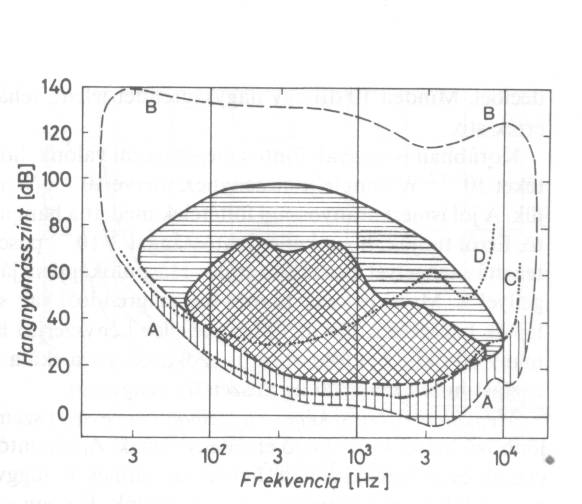 140
120
100
80
60
40
20
0
Hangnyomásszint [dB]
B
B
D
C
A
A
3
10²
3
10³
3
10⁴
Frekvencia [Hz]